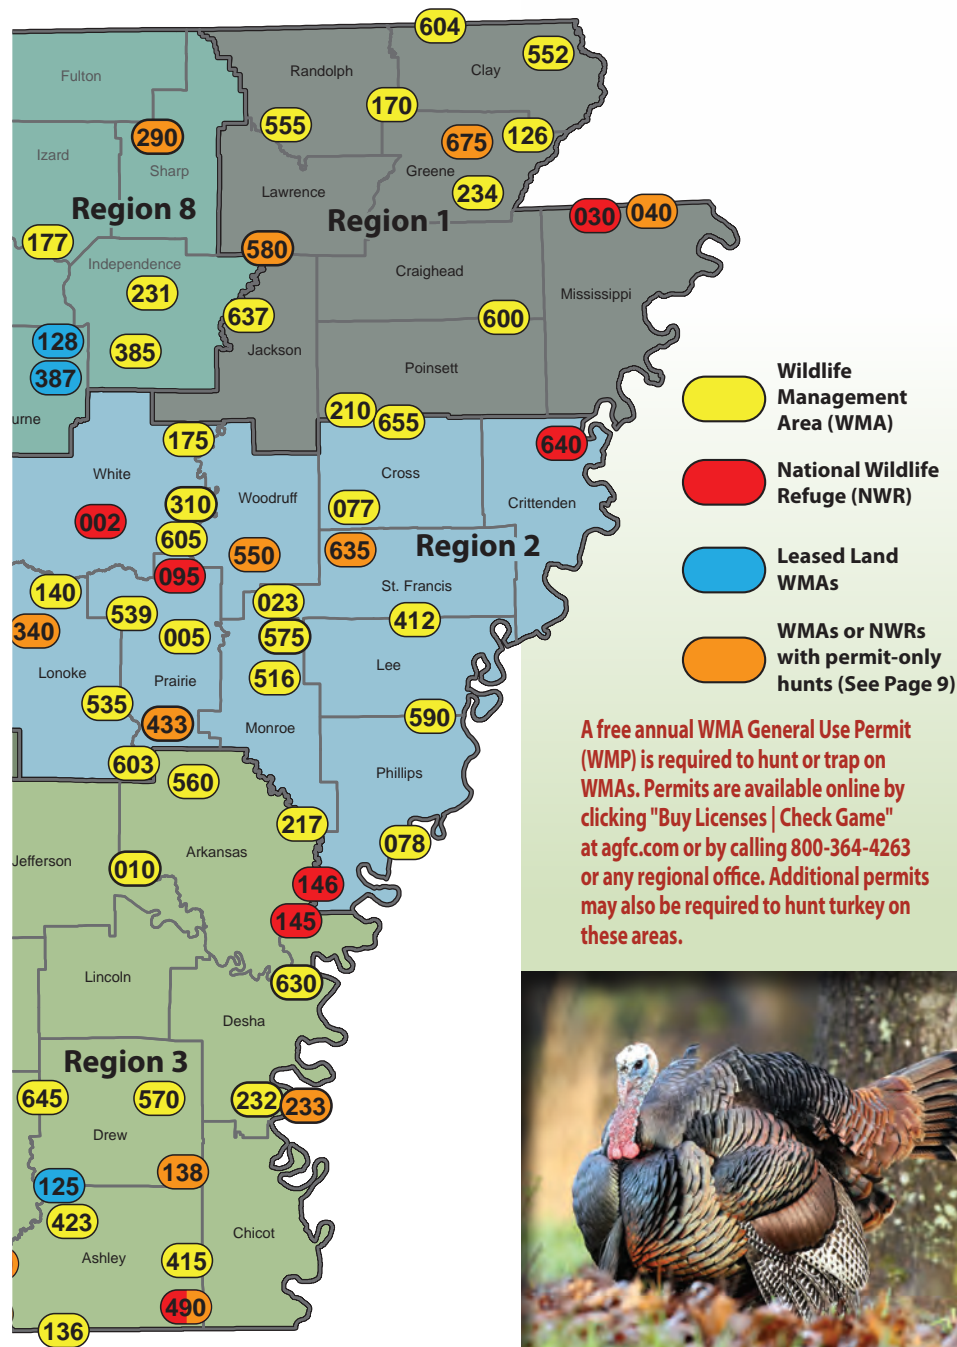 604
552
Fulton
Randolph
Clay
170
555
290
675
126
Izard
Sharp
Greene
Lawrence
234
Region 8
Region 1
030
040
177
580
Independence
Craighead
231
Mississippi
637
600
128
385
Jackson
387
Poinsett
urne
210
655
175
640
White
Cross
Woodruff
310
077
Crittenden
002
605
550
635
Region 2
095
St. Francis
140
539
023
412
340
005
575
Lee
Lonoke
Prairie
516
535
433
Monroe
590
603
560
Phillips
217
078
Jefferson
Arkansas
010
146
145
Lincoln
630
Desha
Region 3
645
570
232
233
Drew
138
125
423
Chicot
Ashley
415
490
136
Wildlife
Management
Area (WMA)
National Wildlife
Refuge (NWR)
Leased Land
WMAs
WMAs or NWRs
with permit-only
hunts (See Page 9)
A free annual WMA General Use Permit
(WMP) is required to hunt or trap on
WMAs. Permits are available online by
clicking "Buy Licenses | Check Game"
at agfc.com or by calling 800-364-4263
or any regional office. Additional permits
may also be required to hunt turkey on
these areas.